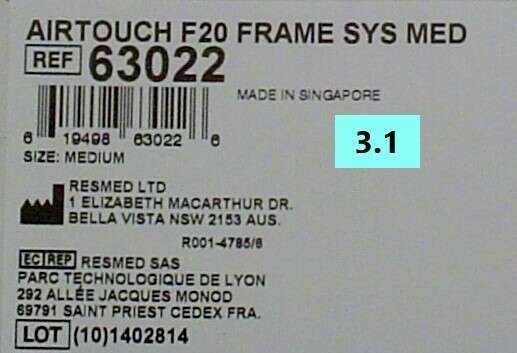 AIRTOUCH F20 FRAME SYS MED
REF 63022
MADE IN SINGAPORE
6 19498 63022 6
3.1
SIZE: MEDIUM
RESMED LTD
1 ELIZABETH MACARTHUR DR.
BELLA VISTA NSW 2153 AUS.
R001-4785/6
EC REP RESMED SAS
PARC TECHNOLOGIQUE DE LYON
292 ALLÉE JACQUES MONOD
69791 SAINT PRIEST CEDEX FRA.
LOT (10)1402814